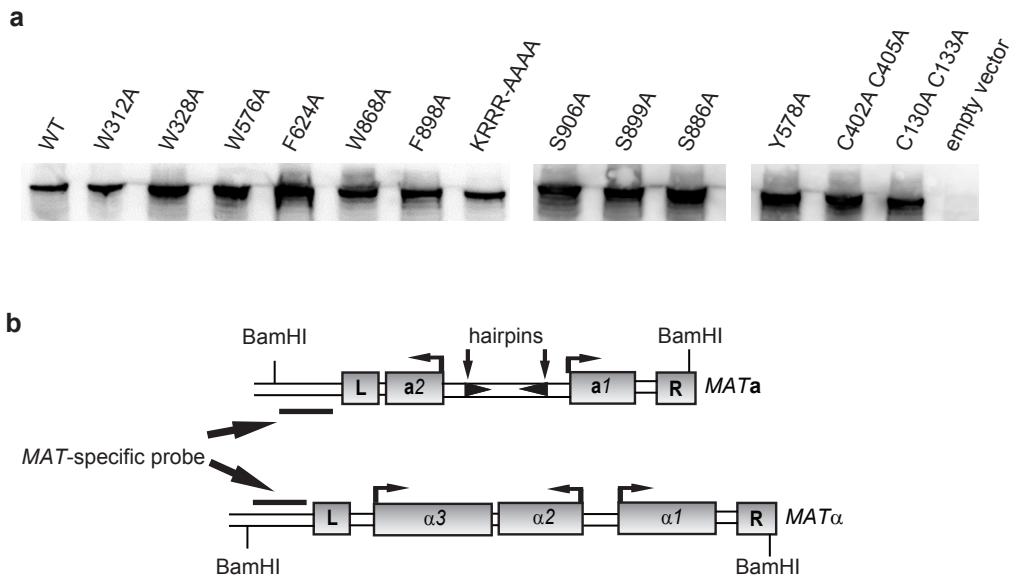 a
WT W312A W328A W576A F624A W868A F898A KRRR-AAAA S906A S899A S886A Y578A C402A C405A C130A C133A empty vector
b
BamHI hairpins BamHI
L a2 a1 R MATa
MAT-specific probe
L α3 α2 α1 R MATα
BamHI BamHI